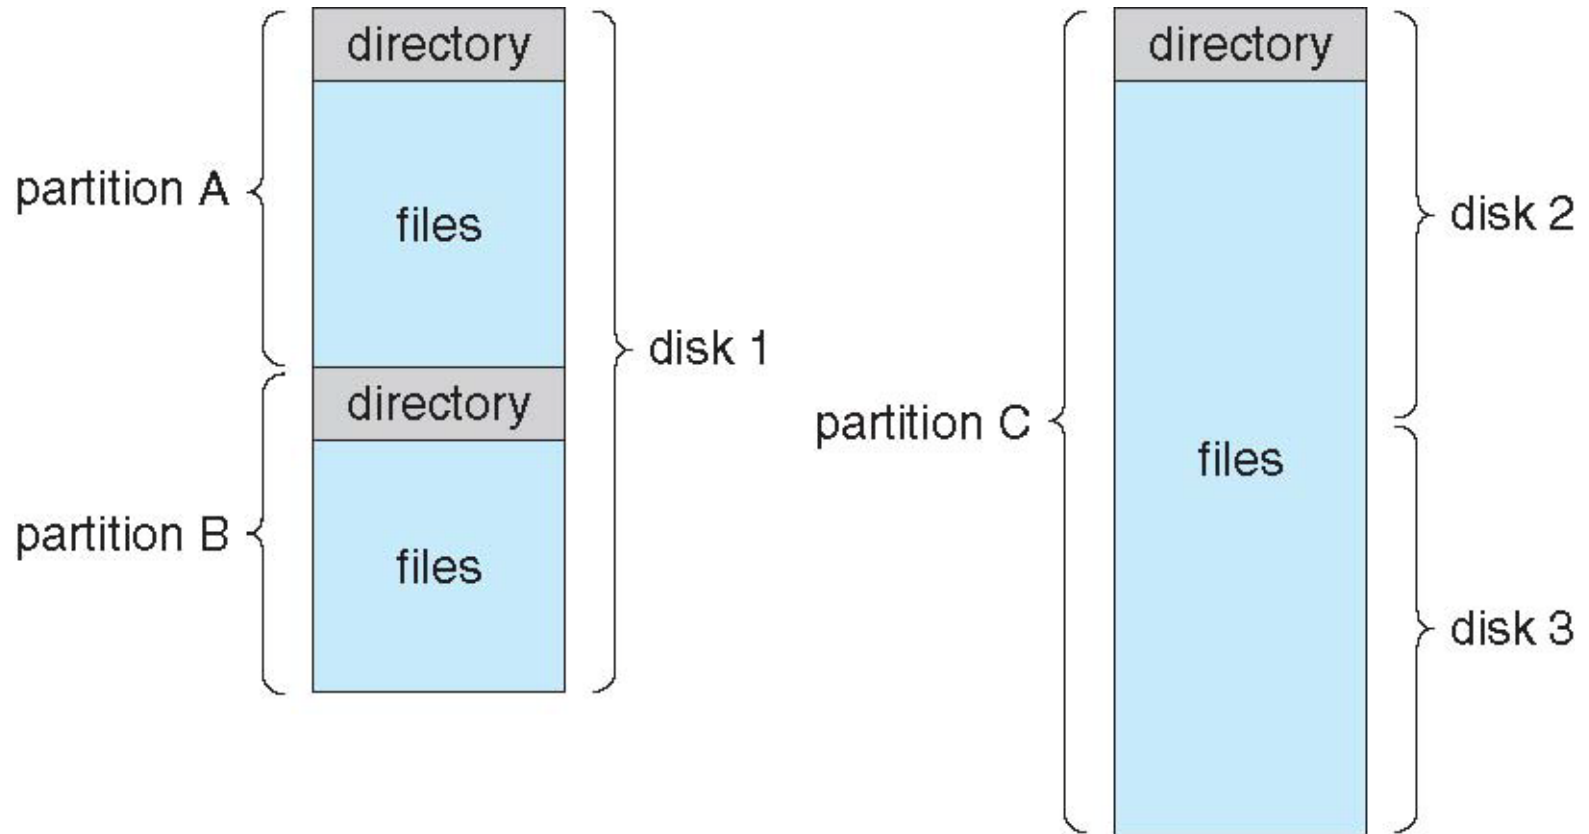 directory
partition A
files
disk 1
directory
partition B
files
directory
disk 2
partition C
files
disk 3